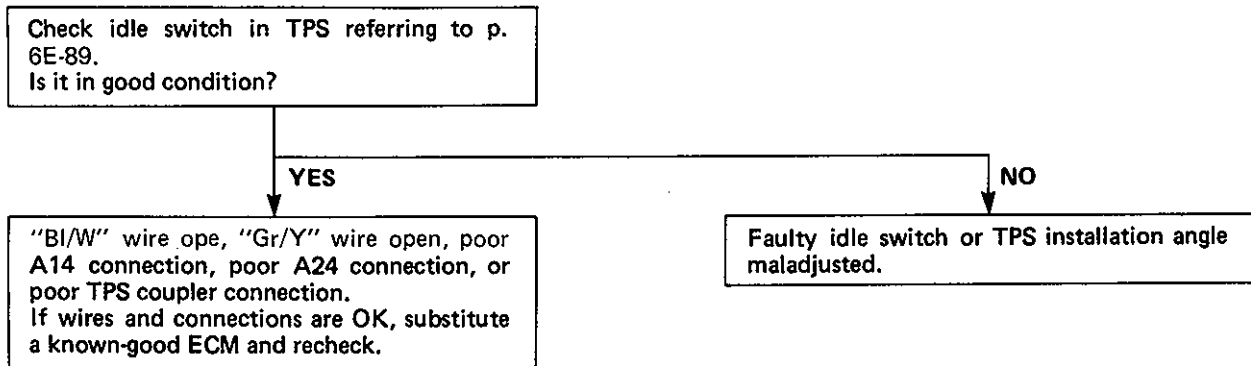 Check idle switch in TPS referring to p.
6E-89.
Is it in good condition?
YES
NO
"Bl/W" wire ope, "Gr/Y" wire open, poor
A14 connection, poor A24 connection, or
poor TPS coupler connection.
If wires and connections are OK, substitute
a known-good ECM and recheck.
Faulty idle switch or TPS installation angle
maladjusted.